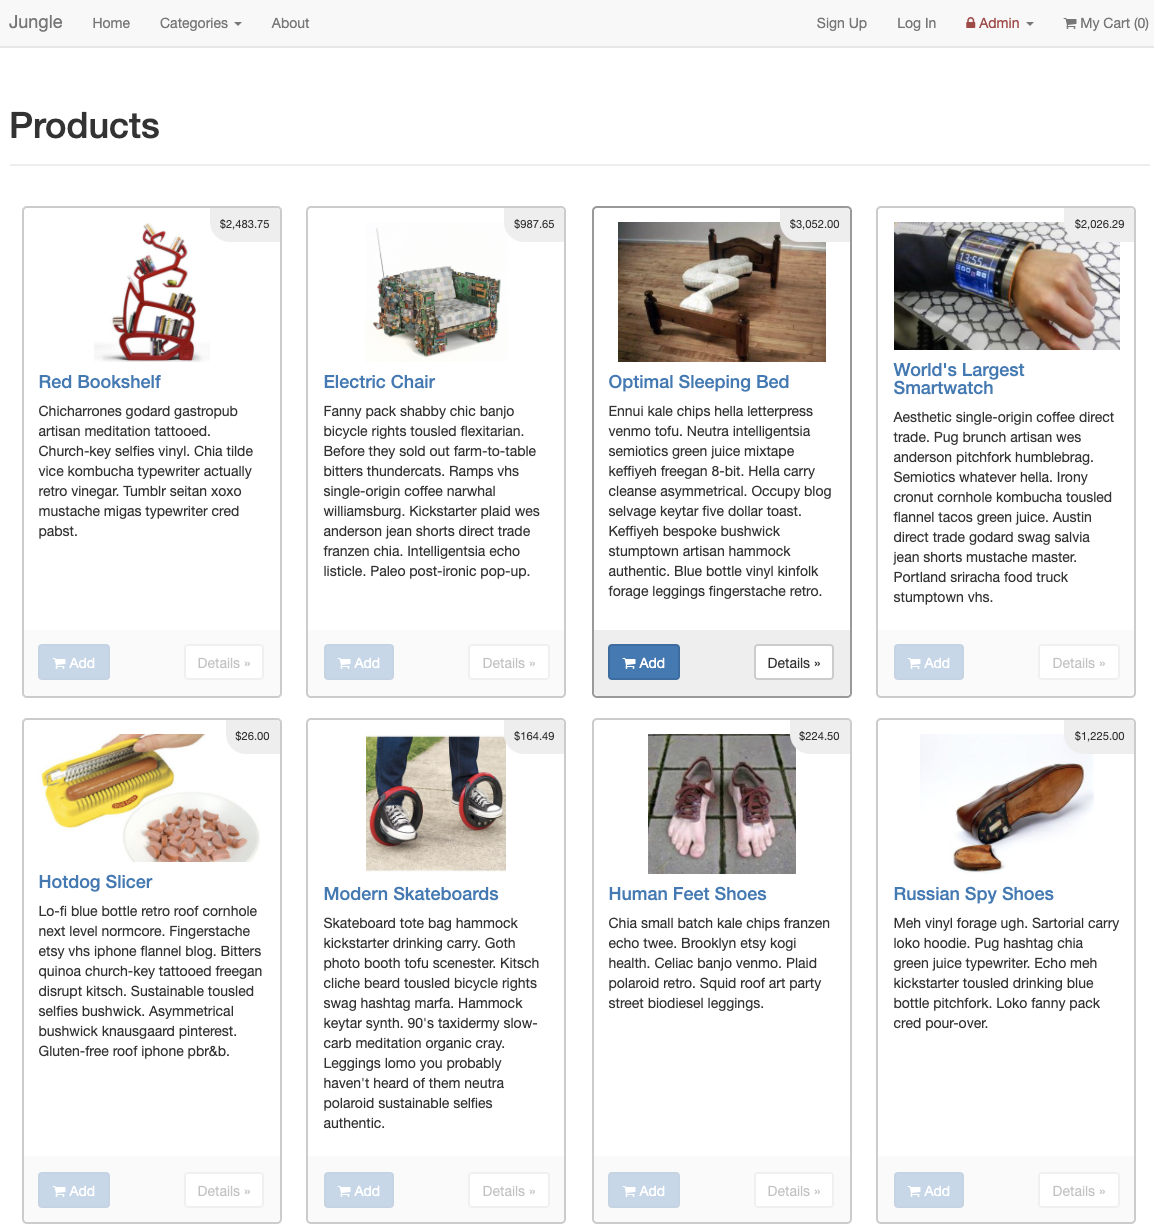 Jungle Home Categories About Sign Up Log In Admin My Cart (0)
Products
$2,483.75
Red Bookshelf
Chicharrones godard gastropub
artisan meditation tattooed.
Church-key selfies vinyl. Chia tilde
vice kombucha typewriter actually
retro vinegar. Tumblr seitan xoxo
mustache migas typewriter cred
pabst.
Add Details »
$987.65
Electric Chair
Fanny pack shabby chic banjo
bicycle rights tousled flexitarian.
Before they sold out farm-to-table
bitters thundercats. Ramps vhs
single-origin coffee narwhal
williamsburg. Kickstarter plaid wes
anderson jean shorts direct trade
franzen chia. Intelligentsia echo
listicle. Paleo post-ironic pop-up.
Add Details »
$3,052.00
Optimal Sleeping Bed
Ennui kale chips hella letterpress
venmo tofu. Neutra intelligentsia
semiotics green juice mixtape
keffiyeh freegan 8-bit. Hella carry
cleanse asymmetrical. Occupy blog
selvage keytar five dollar toast.
Keffiyeh bespoke bushwick
stumptown artisan hammock
authentic. Blue bottle vinyl kinfolk
forage leggings fingerstache retro.
Add Details »
$2,026.29
13:55
World's Largest
Smartwatch
Aesthetic single-origin coffee direct
trade. Pug brunch artisan wes
anderson pitchfork humblebrag.
Semiotics whatever hella. Irony
cronut cornhole kombucha tousled
flannel tacos green juice. Austin
direct trade godard swag salvia
jean shorts mustache master.
Portland sriracha food truck
stumptown vhs.
Add Details »
$26.00
Hotdog Slicer
Lo-fi blue bottle retro roof cornhole
next level normcore. Fingerstache
etsy vhs iphone flannel blog. Bitters
quinoa church-key tattooed freegan
disrupt kitsch. Sustainable tousled
selfies bushwick. Asymmetrical
bushwick knausgaard pinterest.
Gluten-free roof iphone pbr&b.
Add Details »
$164.49
Modern Skateboards
Skateboard tote bag hammock
kickstarter drinking carry. Goth
photo booth tofu scenester. Kitsch
cliche beard tousled bicycle rights
swag hashtag marfa. Hammock
keytar synth. 90's taxidermy slow-
carb meditation organic cray.
Leggings lomo you probably
haven't heard of them neutra
polaroid sustainable selfies
authentic.
Add Details »
$224.50
Human Feet Shoes
Chia small batch kale chips franzen
echo twee. Brooklyn etsy kogi
health. Celiac banjo venmo. Plaid
polaroid retro. Squid roof art party
street biodiesel leggings.
Add Details »
$1,225.00
Russian Spy Shoes
Meh vinyl forage ugh. Sartorial carry
loko hoodie. Pug hashtag chia
green juice typewriter. Echo meh
kickstarter tousled drinking blue
bottle pitchfork. Loko fanny pack
cred pour-over.
Add Details »